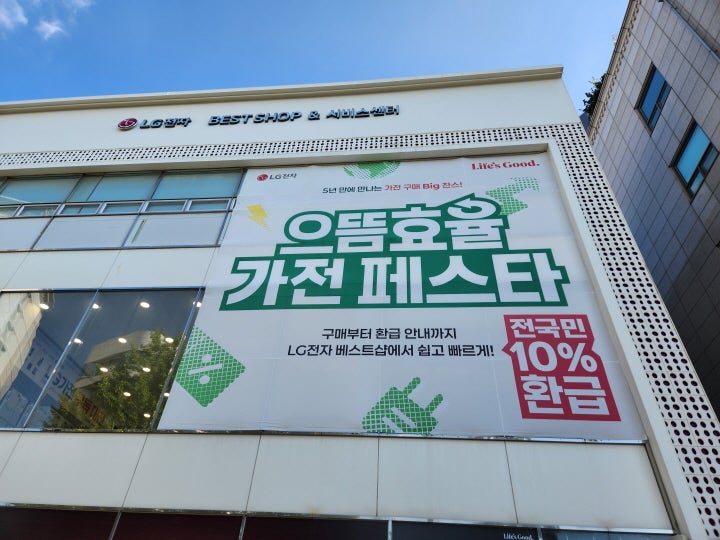 LG전자 BEST SHOP & 서비스센터
LG전자
Life's Good.
5년 만에 만나는 가전 구매 Big 찬스!
으뜸효율
가전 페스타
구매부터 환급 안내까지
LG전자 베스트샵에서 쉽고 빠르게!
전국민
10%
환급
Life's Good.